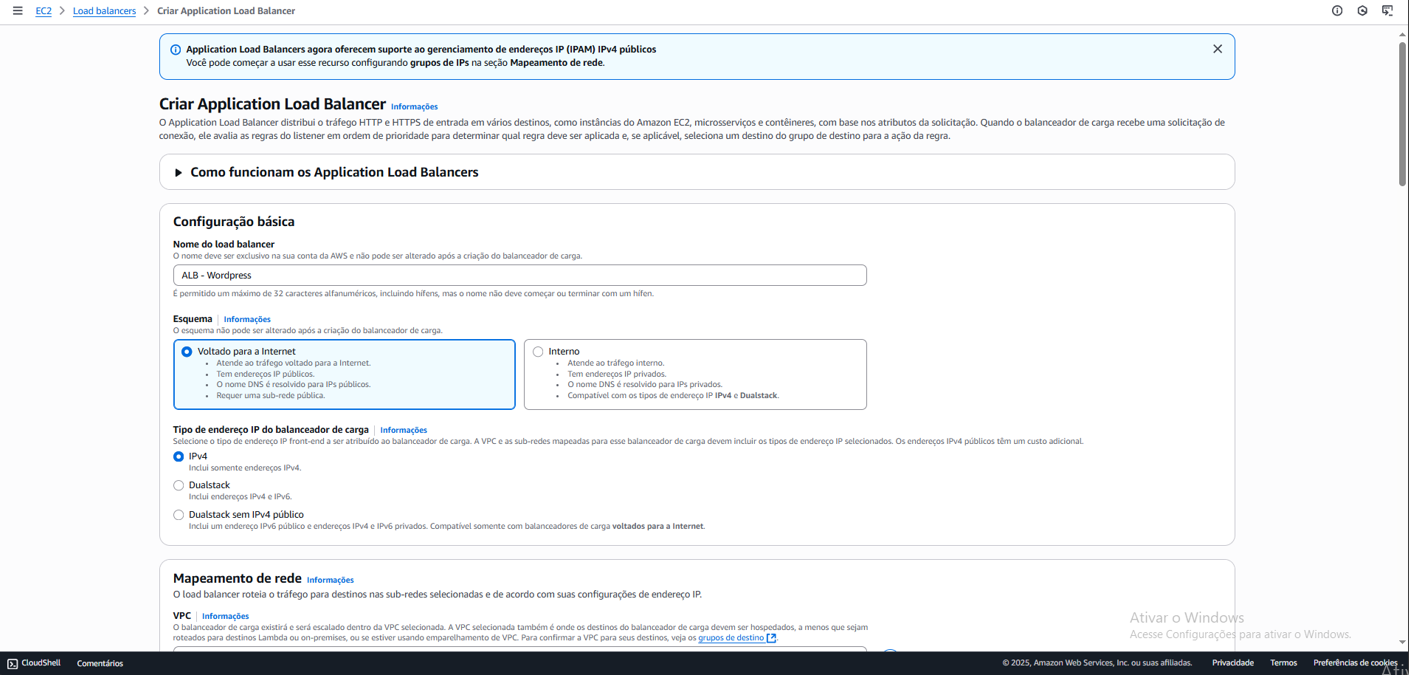 EC2 > Load balancers > Criar Application Load Balancer
Application Load Balancers agora oferecem suporte ao gerenciamento de endereços IP (IPAM) IPv4 públicos
Você pode começar a usar esse recurso configurando grupos de IPs na seção Mapeamento de rede.
Criar Application Load Balancer Informações
O Application Load Balancer distribui o tráfego HTTP e HTTPS de entrada em vários destinos, como instâncias do Amazon EC2, microsserviços e contêineres, com base nos atributos da solicitação. Quando o balanceador de carga recebe uma solicitação de
conexão, ele avalia as regras do listener em ordem de prioridade para determinar qual regra deve ser aplicada e, se aplicável, seleciona um destino do grupo de destino para a ação da regra.
Como funcionam os Application Load Balancers
Configuração básica
Nome do load balancer
O nome deve ser exclusivo na sua conta da AWS e não pode ser alterado após a criação do balanceador de carga.
ALB - Wordpress
É permitido um máximo de 32 caracteres alfanuméricos, incluindo hífens, mas o nome não deve começar ou terminar com um hífen.
Esquema Informações
O esquema não pode ser alterado após a criação do balanceador de carga.
Voltado para a Internet
• Atende ao tráfego voltado para a Internet.
• Tem endereços IP públicos.
• O nome DNS é resolvido para IPs públicos.
• Requer uma sub-rede pública.
Interno
• Atende ao tráfego interno.
• Tem endereços IP privados.
• O nome DNS é resolvido para IPs privados.
• Compatível com os tipos de endereço IP IPv4 e Dualstack.
Tipo de endereço IP do balanceador de carga Informações
Selecione o tipo de endereço IP front-end a ser atribuído ao balanceador de carga. A VPC e as sub-redes mapeadas para esse balanceador de carga devem incluir os tipos de endereço IP selecionados. Os endereços IPv4 públicos têm um custo adicional.
IPv4
Inclui somente endereços IPv4.
Dualstack
Inclui endereços IPv4 e IPv6.
Dualstack sem IPv4 público
Inclui um endereço IPv6 público e endereços IPv4 e IPv6 privados. Compatível somente com balanceadores de carga voltados para a Internet.
Mapeamento de rede Informações
O load balancer roteia o tráfego para destinos nas sub-redes selecionadas e de acordo com suas configurações de endereço IP.
VPC Informações
O balanceador de carga existirá e será escalado dentro da VPC selecionada. A VPC selecionada também é onde os destinos do balanceador de carga devem ser hospedados, a menos que sejam
roteados para destinos Lambda ou on-premises, ou se estiver usando emparelhamento de VPC. Para confirmar a VPC para seus destinos, veja os grupos de destino
Ativar o Windows
Acesse Configurações para ativar o Windows.
CloudShell Comentários © 2025, Amazon Web Services, Inc. ou suas afiliadas. Privacidade Termos Preferências de cookies
Ativ